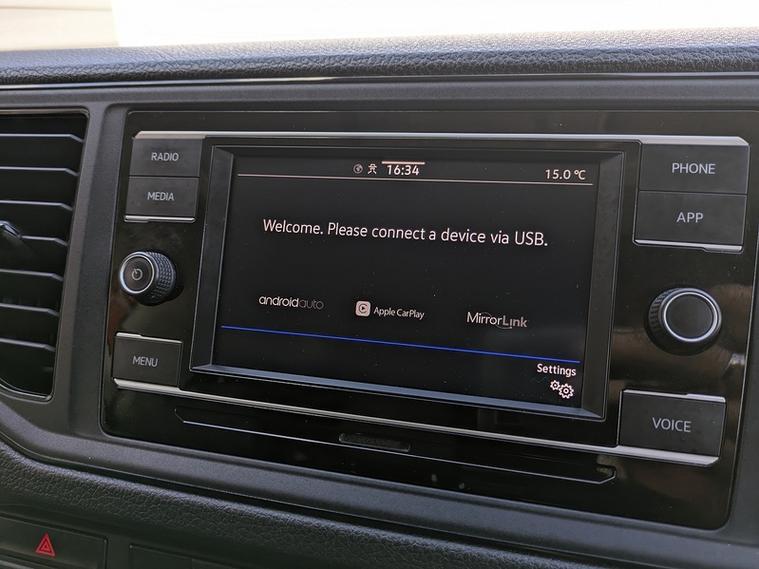 RADIO
MEDIA
MENU
16:34
15.0 °C
Welcome. Please connect a device via USB.
androidauto
Apple CarPlay
MirrorLink
Settings
PHONE
APP
VOICE